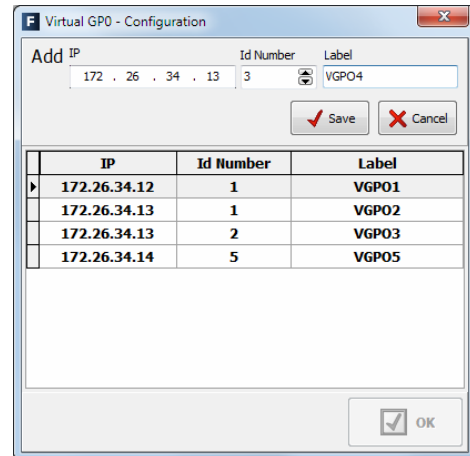 F Virtual GP0 - Configuration
Add IP Id Number Label
172 . 26 . 34 . 13 3 VGPO4
Save Cancel
IP Id Number Label
172.26.34.12 1 VGPO1
172.26.34.13 1 VGPO2
172.26.34.13 2 VGPO3
172.26.34.14 5 VGPO5
OK